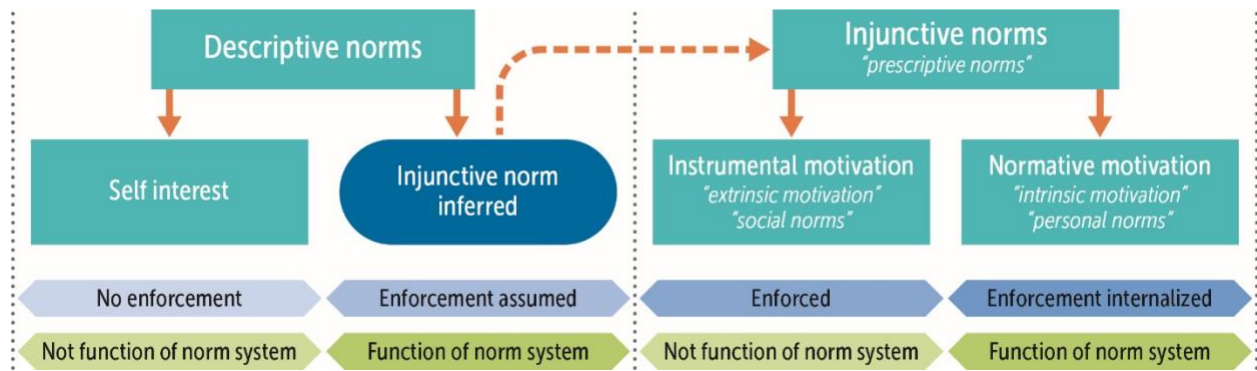 Descriptive norms
Injunctive norms
"prescriptive norms"
Self interest
Injunctive norm
inferred
Instrumental motivation
"extrinsic motivation"
"social norms"
Normative motivation
"intrinsic motivation"
"personal norms"
No enforcement
Enforcement assumed
Enforced
Enforcement internalized
Not function of norm system
Function of norm system
Not function of norm system
Function of norm system